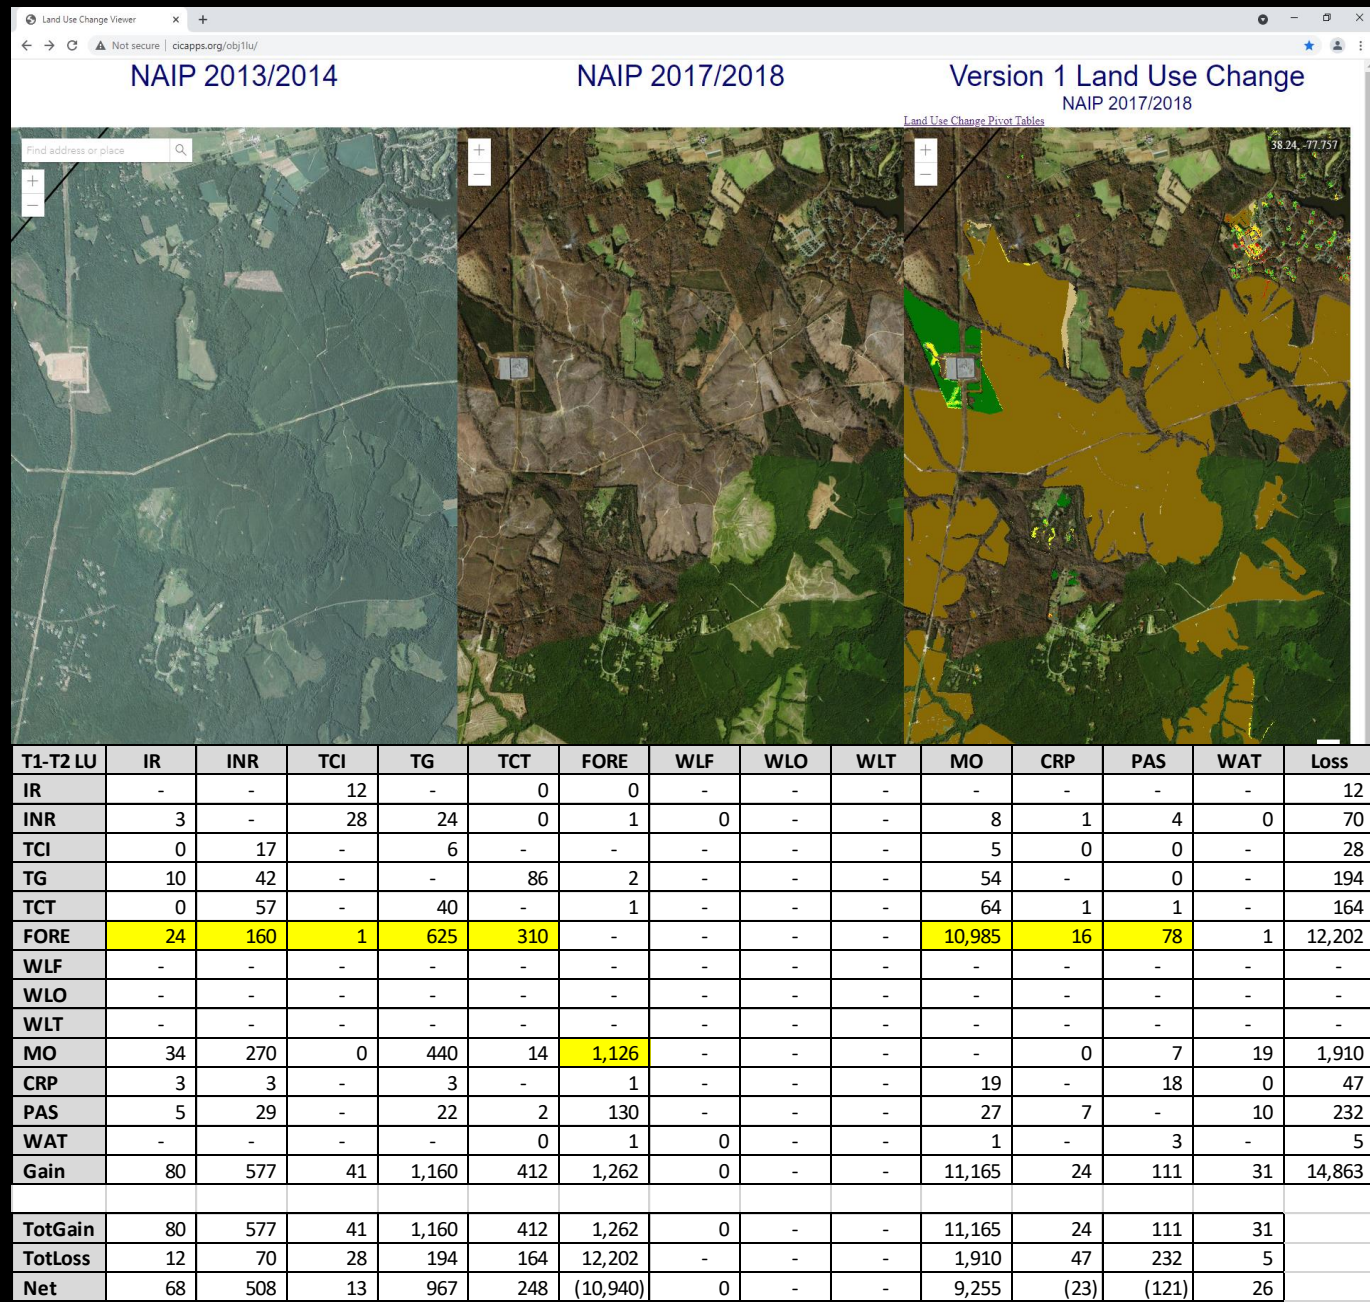 Land Use Change Viewer
Not secure | cicapps.org/obj1lu/
NAIP 2013/2014
NAIP 2017/2018
Version 1 Land Use Change
NAIP 2017/2018
Land Use Change Pivot Tables
Find address or place
38.24, -77.757
T1-T2 LU IR INR TCI TG TCT FORE WLF WLO WLT MO CRP PAS WAT Loss
IR - - 12 - 0 0 - - - - - - - 12
INR 3 - 28 24 0 1 0 - - 8 1 4 0 70
TCI 0 17 - 6 - - - - - 5 0 0 - 28
TG 10 42 - - 86 2 - - - 54 - 0 - 194
TCT 0 57 - 40 - 1 - - - 64 1 1 - 164
FORE 24 160 1 625 310 - - - - 10,985 16 78 1 12,202
WLF - - - - - - - - - - - - - -
WLO - - - - - - - - - - - - - -
WLT - - - - - - - - - - - - - -
MO 34 270 0 440 14 1,126 - - - - 0 7 19 1,910
CRP 3 3 - 3 - 1 - - - 19 - 18 0 47
PAS 5 29 - 22 2 130 - - - 27 7 - 10 232
WAT - - - - 0 1 0 - - 1 - 3 - 5
Gain 80 577 41 1,160 412 1,262 0 - - 11,165 24 111 31 14,863
TotGain 80 577 41 1,160 412 1,262 0 - - 11,165 24 111 31
TotLoss 12 70 28 194 164 12,202 - - - 1,910 47 232 5
Net 68 508 13 967 248 (10,940) 0 - - 9,255 (23) (121) 26